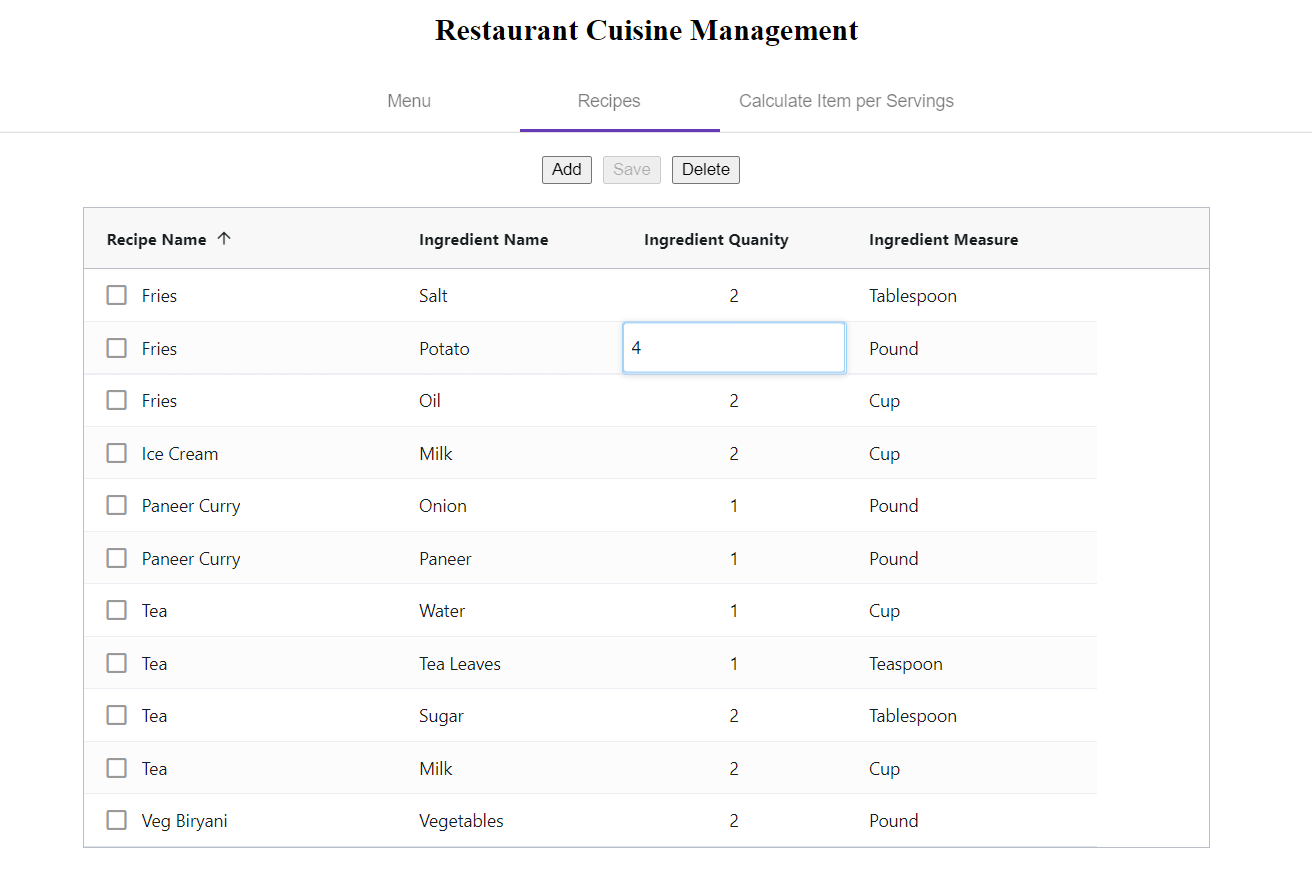 Restaurant Cuisine Management
Menu Recipes Calculate Item per Servings
Add Save Delete
Recipe Name Ingredient Name Ingredient Quanity Ingredient Measure
Fries Salt 2 Tablespoon
Fries Potato 4 Pound
Fries Oil 2 Cup
Ice Cream Milk 2 Cup
Paneer Curry Onion 1 Pound
Paneer Curry Paneer 1 Pound
Tea Water 1 Cup
Tea Tea Leaves 1 Teaspoon
Tea Sugar 2 Tablespoon
Tea Milk 2 Cup
Veg Biryani Vegetables 2 Pound